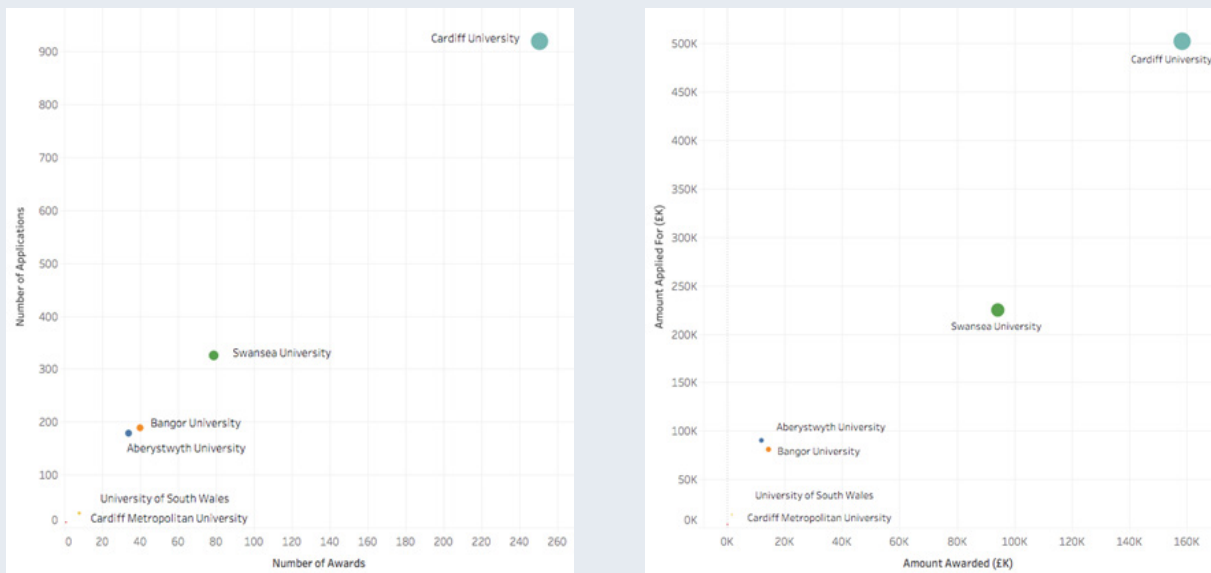 Cardiff University
900
800
700
600
500
400
300
200
100
0
Number of Applications
Swansea University
Bangor University
Aberystwyth University
University of South Wales
Cardiff Metropolitan University
0 20 40 60 80 100 120 140 160 180 200 220 240 260
Number of Awards
500K
450K
400K
350K
300K
250K
200K
150K
100K
50K
0K
Amount Applied For (£K)
Cardiff University
Swansea University
Aberystwyth University
Bangor University
University of South Wales
Cardiff Metropolitan University
0K 20K 40K 60K 80K 100K 120K 140K 160K
Amount Awarded (£K)